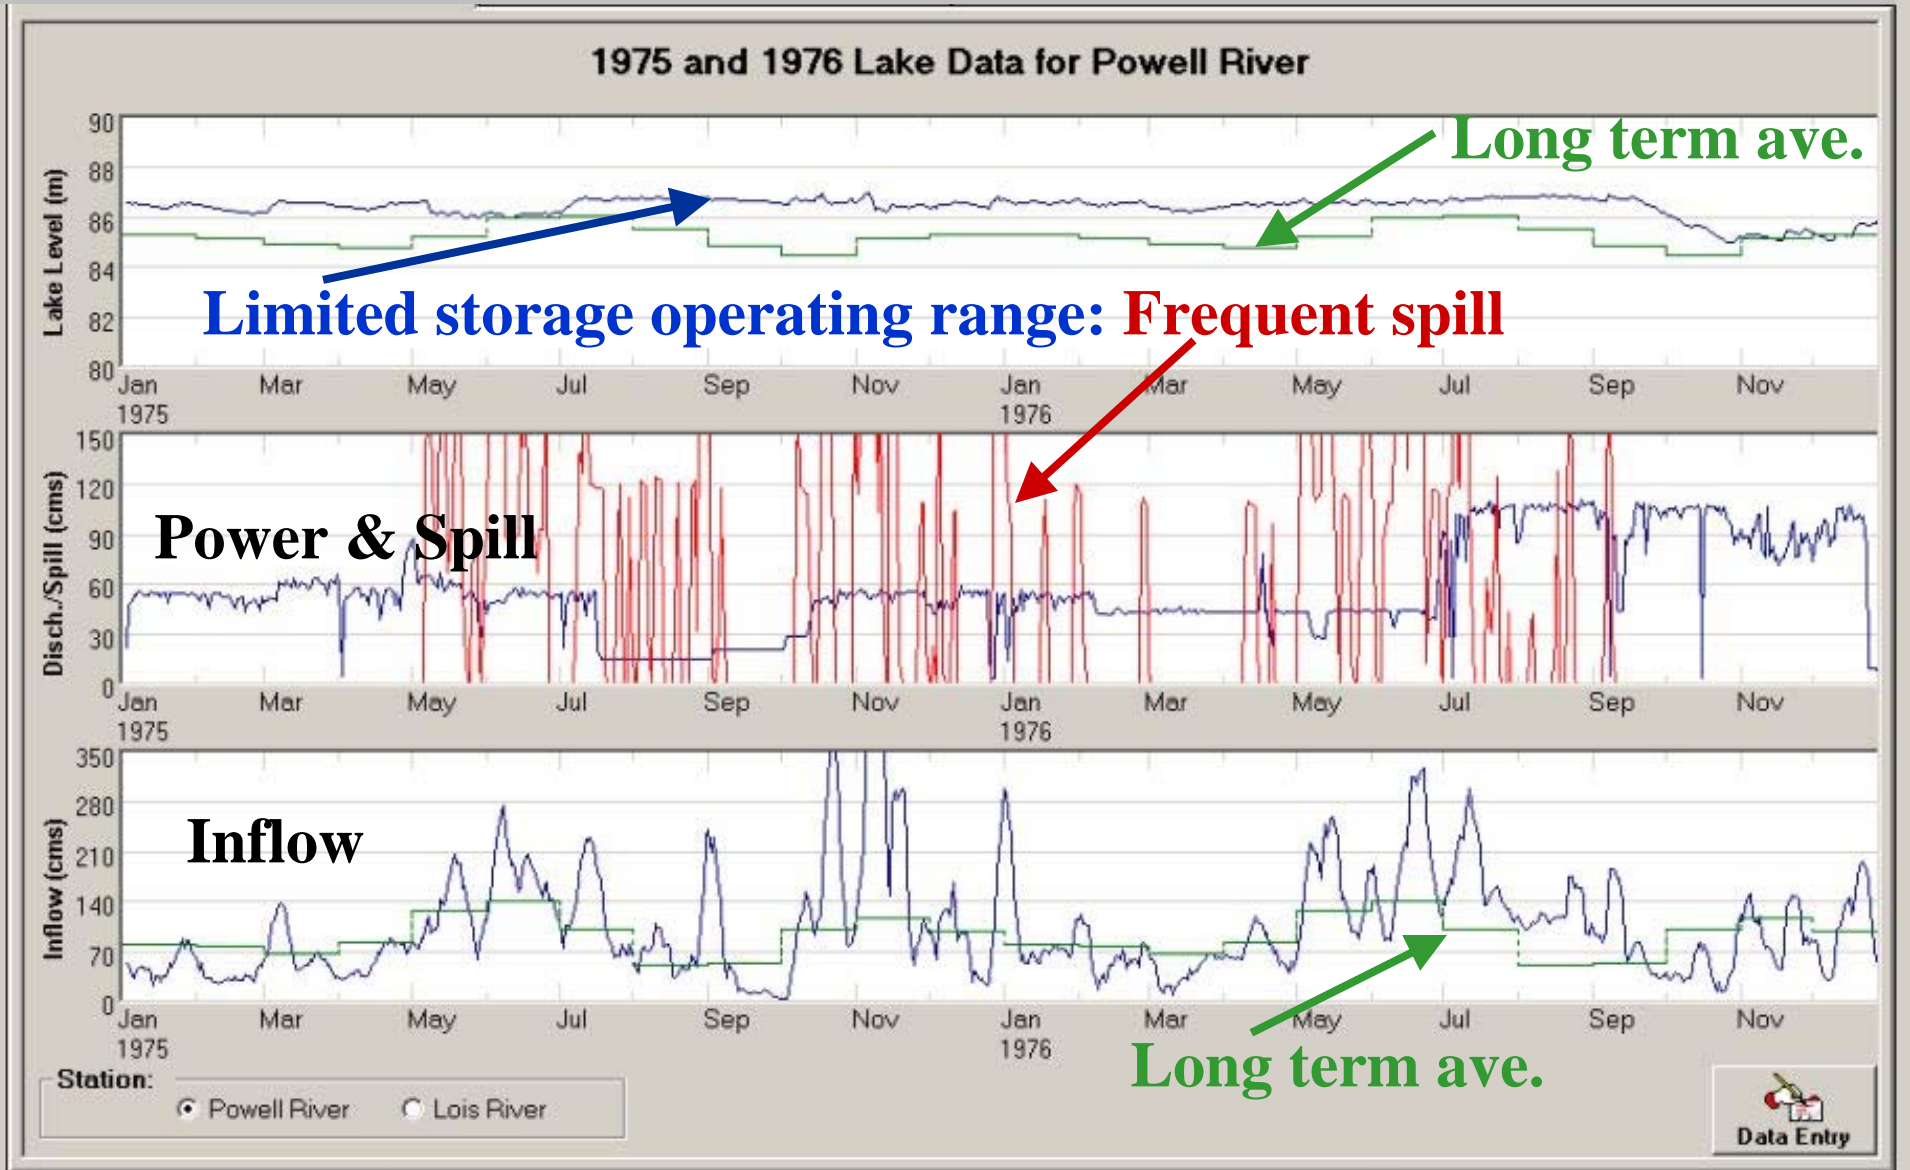 1975 and 1976 Lake Data for Powell River
Long term ave.
Lake Level (m)
90
88
86
84
82
80
Limited storage operating range: Frequent spill
Jan Mar May Jul Sep Nov Jan Mar May Jul Sep Nov
1975 1976
Disch./Spill (cms)
150
120
90
60
30
0
Power & Spill
Jan Mar May Jul Sep Nov Jan Mar May Jul Sep Nov
1975 1976
Inflow (cms)
350
280
210
140
70
0
Inflow
Jan Mar May Jul Sep Nov Jan Mar May Jul Sep Nov
1975 1976
Long term ave.
Station:
Powell River Lois River
Data Entry